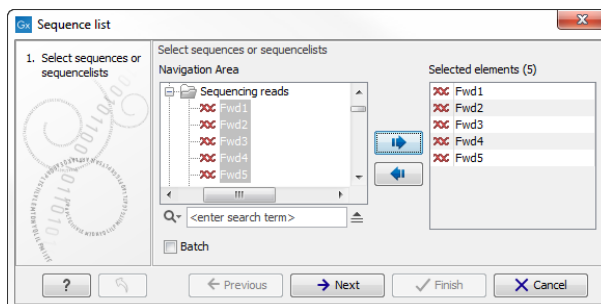 Gx Sequence list
1. Select sequences or
sequencelists
Select sequences or sequencelists
Navigation Area
Sequencing reads
Fwd1
Fwd2
Fwd3
Fwd4
Fwd5
<enter search term>
Batch
Selected elements (5)
Fwd1
Fwd2
Fwd3
Fwd4
Fwd5
?
Previous
Next
Finish
Cancel